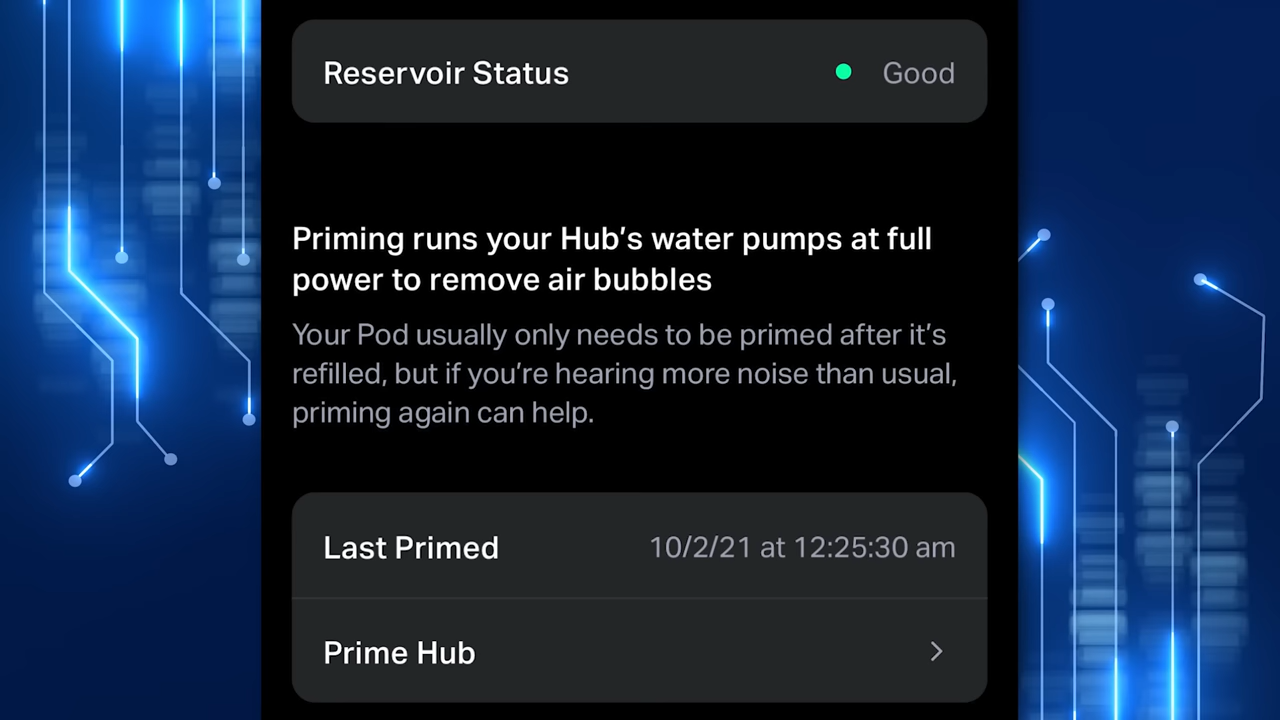 Reservoir Status
Good
Priming runs your Hub’s water pumps at full
power to remove air bubbles
Your Pod usually only needs to be primed after it’s
refilled, but if you’re hearing more noise than usual,
priming again can help.
Last Primed
10/2/21 at 12:25:30 am
Prime Hub